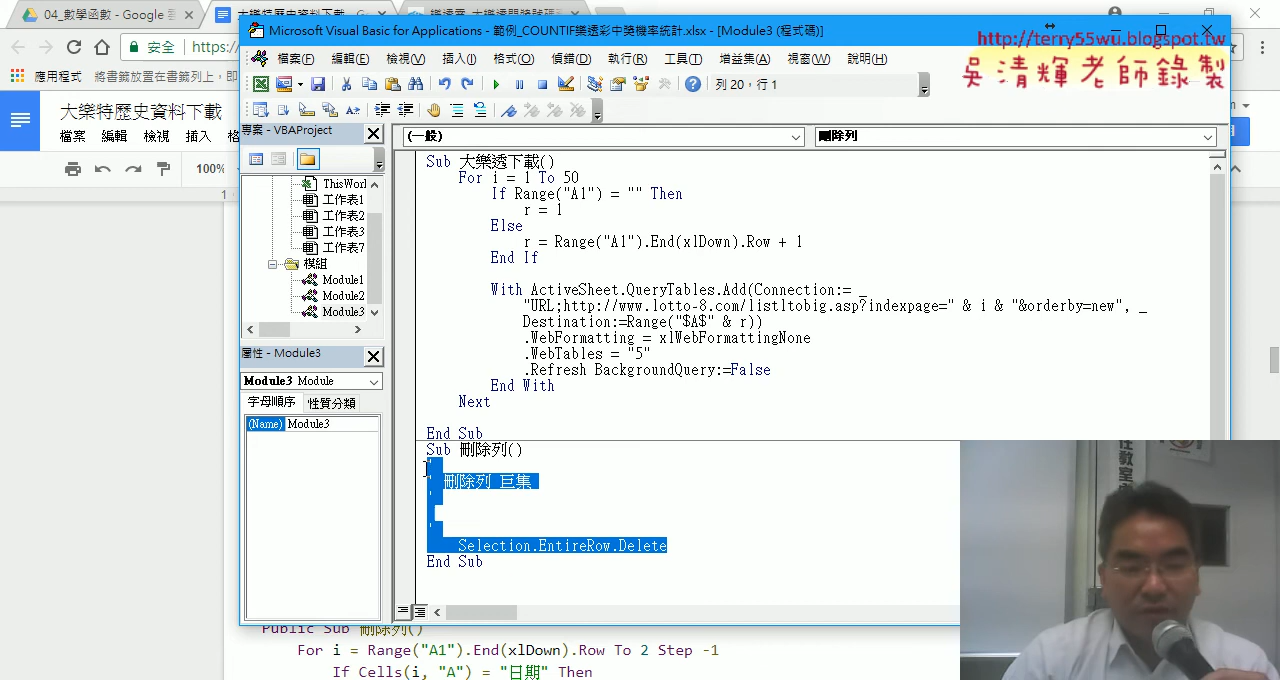 04_數學函數 - Google
大樂特歷史資料下載
安全
https:/
應用程式
將書籤放置在書籤列上，即
大樂特歷史資料下載
檔案 編輯 檢視 插入
100%
Microsoft Visual Basic for Applications - 範例_COUNTIF樂透彩中獎機率統計.xlsx - [Module3 (程式碼)]
http://terry55wu.blogspot.tw
吳清輝老師錄製
檔案(F) 編輯(E) 檢視(V) 插入(I) 格式(O) 偵錯(D) 執行(R) 工具(T) 增益集(A) 視窗(W) 說明(H)
列 20，行 1
專案 - VBAProject
ThisWorl
工作表1
工作表2
工作表3
工作表7
模組
Module1
Module2
Module3
屬性 - Module3
Module3 Module
字母順序 性質分類
(Name) Module3
(一般)
刪除列
Sub 大樂透下載()
For i = 1 To 50
If Range("A1") = "" Then
r = 1
Else
r = Range("A1").End(xlDown).Row + 1
End If
With ActiveSheet.QueryTables.Add(Connection:= _
"URL;http://www.lotto-8.com/listltobig.asp?indexpage=" & i & "&orderby=new", _
Destination:=Range("$A$" & r))
.WebFormatting = xlWebFormattingNone
.WebTables = "5"
.Refresh BackgroundQuery:=False
End With
Next
End Sub
Sub 刪除列()
'
' 刪除列 巨集
'
'
Selection.EntireRow.Delete
End Sub
Public Sub 刪除列()
For i = Range("A1").End(xlDown).Row To 2 Step -1
If Cells(i, "A") = "日期" Then